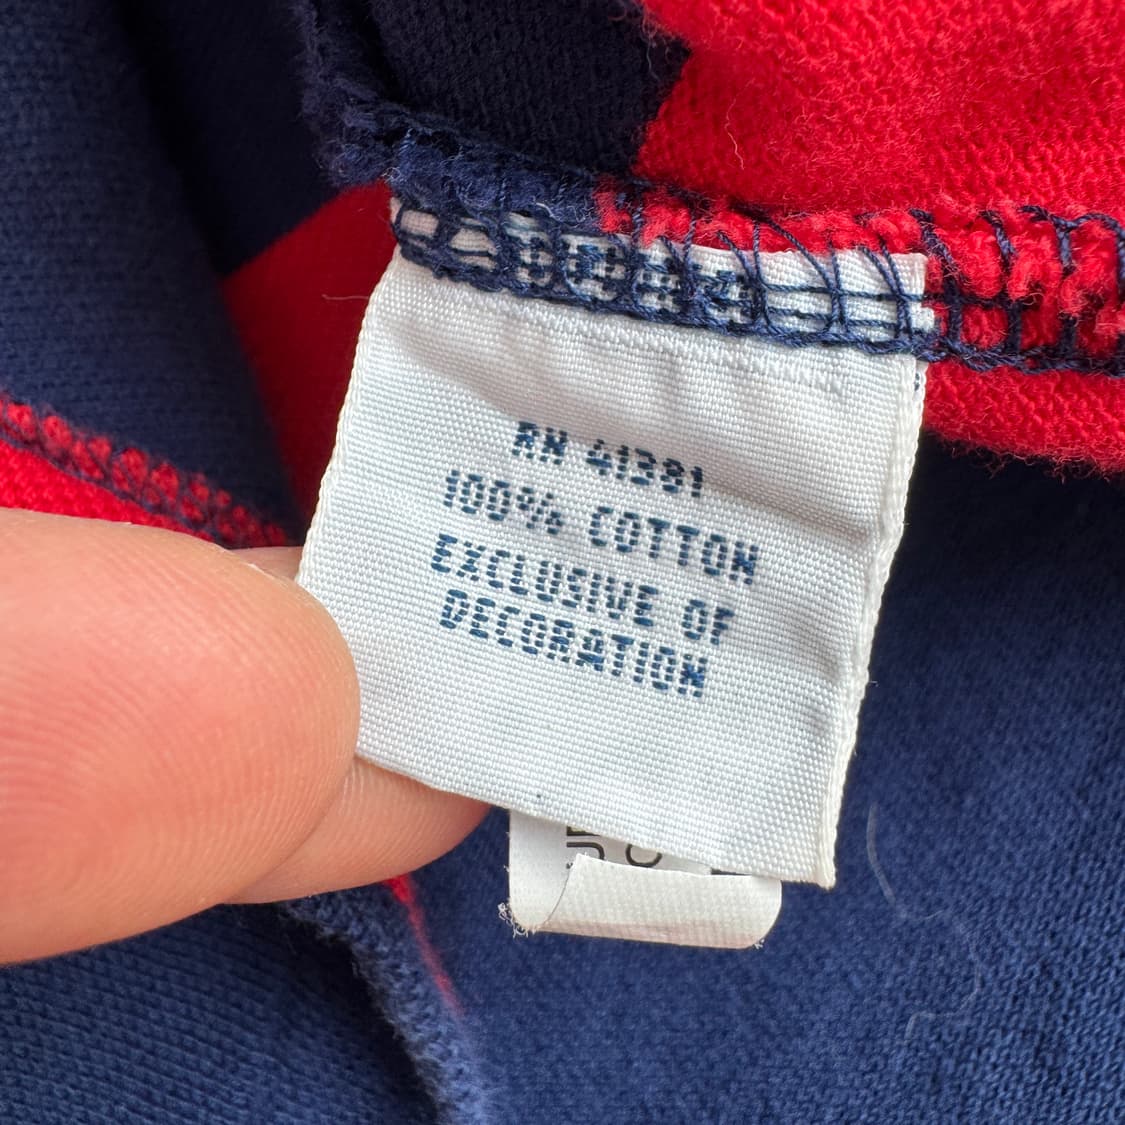 RN 41381
100% COTTON
EXCLUSIVE OF
DECORATION